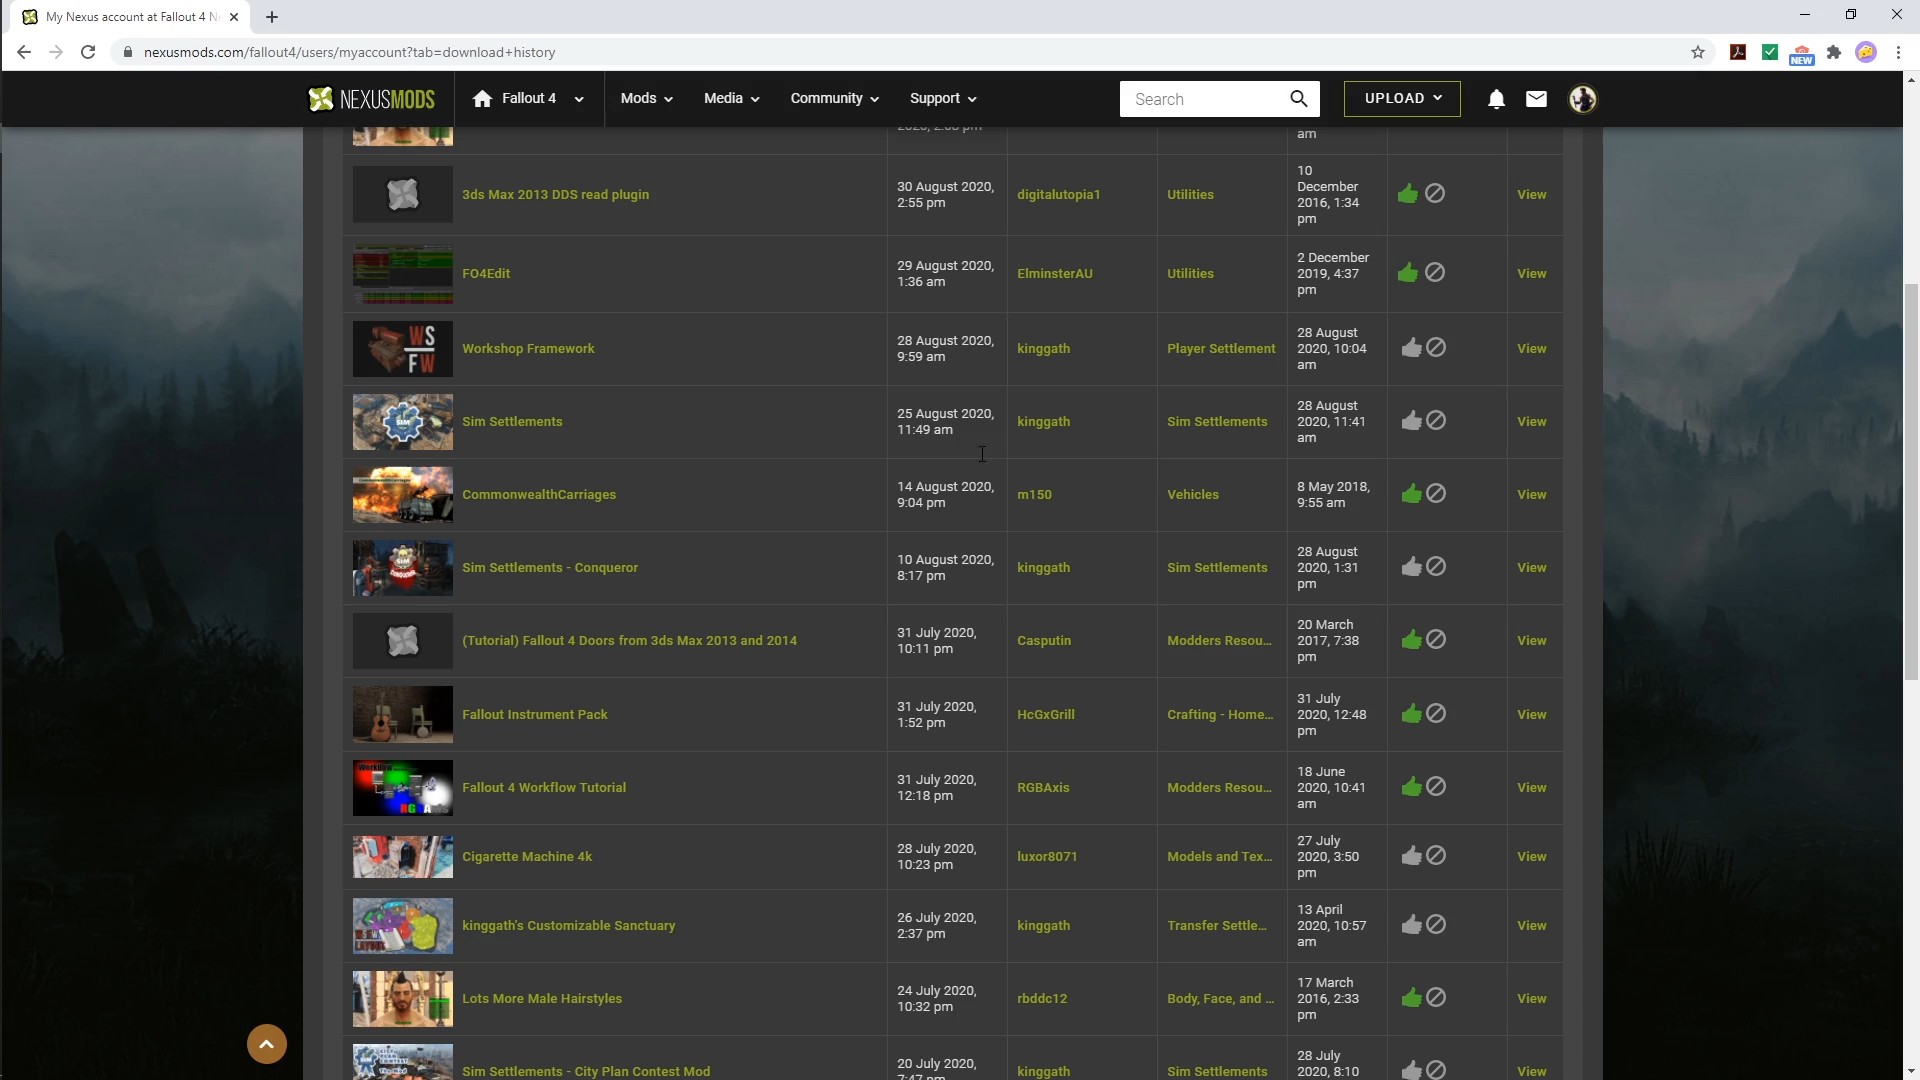 My Nexus account at Fallout 4 N
nexusmods.com/fallout4/users/myaccount?tab=download+history
NEW
NEXUSMODS
Fallout 4
Mods
Media
Community
Support
Search
UPLOAD
am
3ds Max 2013 DDS read plugin
30 August 2020,
2:55 pm
digitalutopia1
Utilities
10
December
2016, 1:34
pm
View
FO4Edit
29 August 2020,
1:36 am
ElminsterAU
Utilities
2 December
2019, 4:37
pm
View
WS
FW
Workshop Framework
28 August 2020,
9:59 am
kinggath
Player Settlement
28 August
2020, 10:04
am
View
SIM
Sim Settlements
25 August 2020,
11:49 am
kinggath
Sim Settlements
28 August
2020, 11:41
am
View
CommonwealthCarriages
14 August 2020,
9:04 pm
m150
Vehicles
8 May 2018,
9:55 am
View
SIM
CONQUEROR
Sim Settlements - Conqueror
10 August 2020,
8:17 pm
kinggath
Sim Settlements
28 August
2020, 1:31
pm
View
(Tutorial) Fallout 4 Doors from 3ds Max 2013 and 2014
31 July 2020,
10:11 pm
Casputin
Modders Resou...
20 March
2017, 7:38
pm
View
Fallout Instrument Pack
31 July 2020,
1:52 pm
HcGxGrill
Crafting - Home...
31 July
2020, 12:48
pm
View
Workflow
RGBAxis
Fallout 4 Workflow Tutorial
31 July 2020,
12:18 pm
RGBAxis
Modders Resou...
18 June
2020, 10:41
am
View
Cigarette Machine 4k
28 July 2020,
10:23 pm
luxor8071
Models and Tex...
27 July
2020, 3:50
pm
View
WSFW
LAYOUT
kinggath's Customizable Sanctuary
26 July 2020,
2:37 pm
kinggath
Transfer Settle...
13 April
2020, 10:57
am
View
Lots More Male Hairstyles
24 July 2020,
10:32 pm
rbddc12
Body, Face, and ...
17 March
2016, 2:33
pm
View
Sim Settlements - City Plan Contest Mod
20 July 2020,
7:47 pm
kinggath
Sim Settlements
28 July
2020, 8:10
View